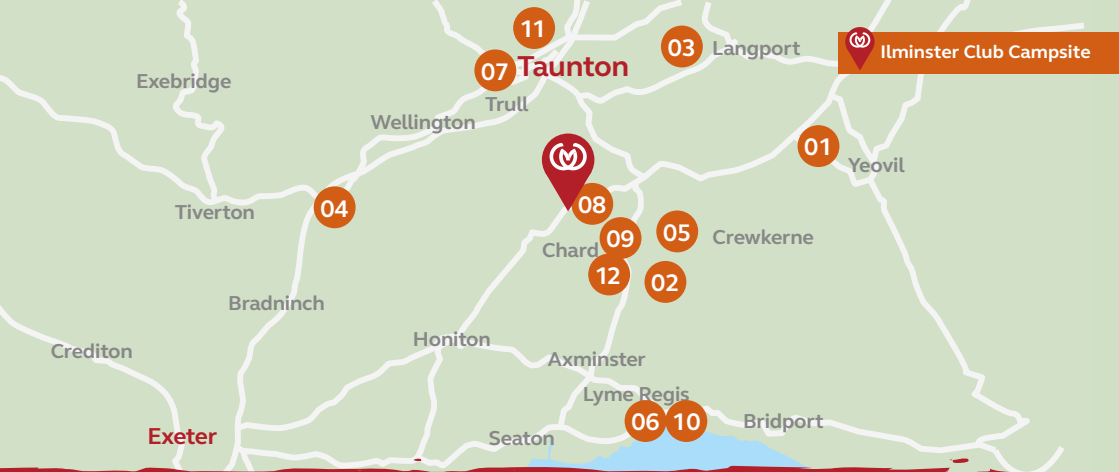 11
03
Langport
Ilminster Club Campsite
07
Taunton
Exebridge
Trull
Wellington
01
Yeovil
08
04
Tiverton
09
05
Crewkerne
Chard
12
02
Bradninch
Honiton
Crediton
Axminster
Lyme Regis
06
10
Bridport
Exeter
Seaton